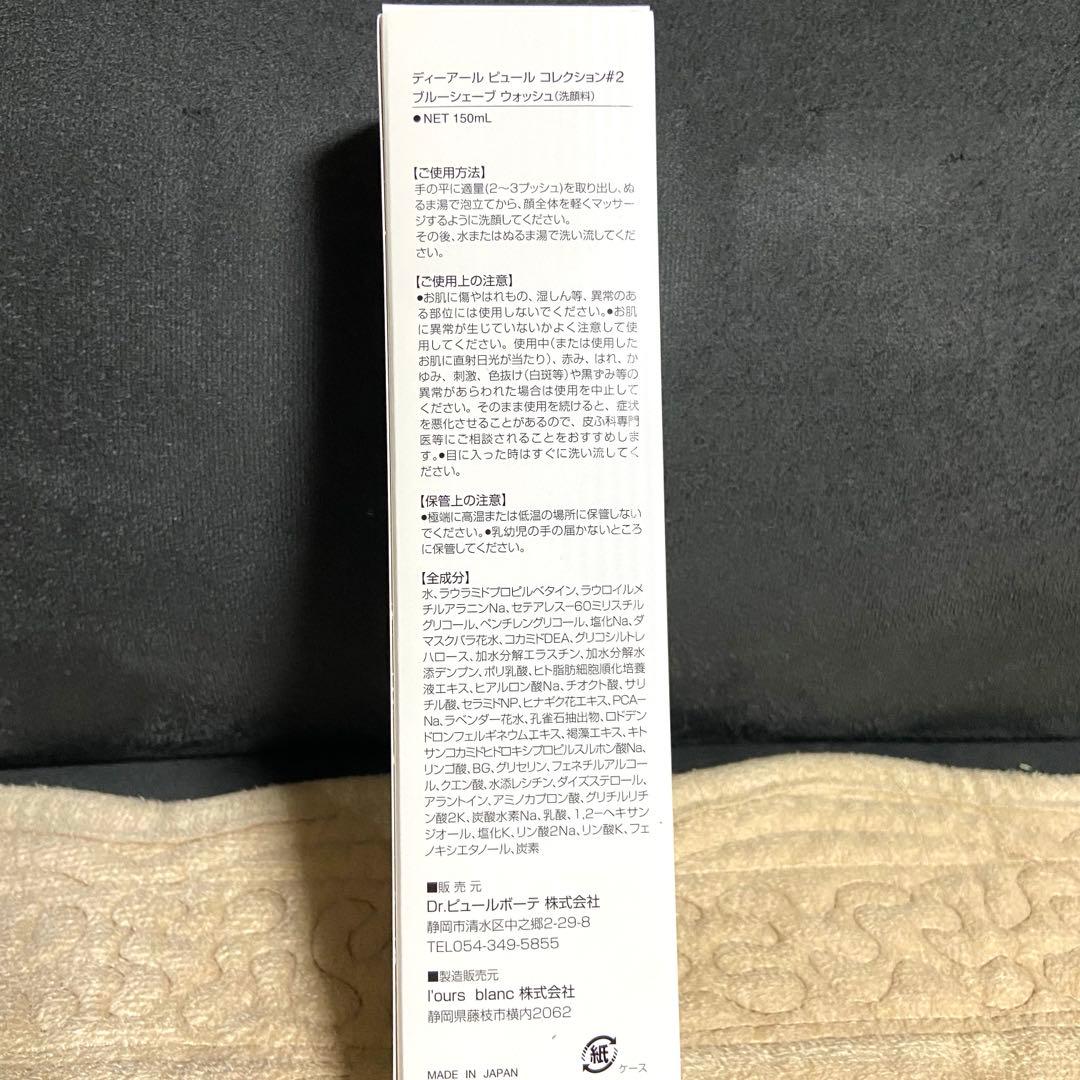 ディーアール ピュール コレクション#2
ブルーシェーブ ウォッシュ(洗顔料)
●NET 150mL
【ご使用方法】
手の平に適量(2～3プッシュ)を取り出し、ぬ
るま湯で泡立てから、顔全体を軽くマッサー
ジするように洗顔してください。
その後、水またはぬるま湯で洗い流してくだ
さい。
【ご使用上の注意】
●お肌に傷やはれもの、湿しん等、異常のあ
る部位には使用しないでください。●お肌
に異常が生じていないかよく注意して使
用してください。使用中(または使用した
お肌に直射日光が当たり)、赤み、はれ、か
ゆみ、刺激、色抜け(白斑等)や黒ずみ等の
異常があらわれた場合は使用を中止して
ください。そのまま使用を続けると、症状
を悪化させることがあるので、皮ふ科専門
医等にご相談されることをおすすめしま
す。●目に入った時はすぐに洗い流してく
ださい。
【保管上の注意】
●極端に高温または低温の場所に保管しない
でください。●乳幼児の手の届かないところ
に保管してください。
【全成分】
水、ラウラミドプロピルベタイン、ラウロイルメ
チルアラニンNa、セテアレス－60ミリスチル
グリコール、ペンチレングリコール、塩化Na、ダ
マスクバラ花水、コカミドDEA、グリコシルトレ
ハロース、加水分解エラスチン、加水分解水
添デンプン、ポリ乳酸、ヒト脂肪細胞順化培養
液エキス、ヒアルロン酸Na、チオクト酸、サリ
チル酸、セラミドNP、ヒナギク花エキス、PCA－
Na、ラベンダー花水、孔雀石抽出物、ロドデン
ドロンフェルギネウムエキス、褐藻エキス、キト
サンコカミドヒドロキシプロピルスルホン酸Na、
リンゴ酸、BG、グリセリン、フェネチルアルコー
ル、クエン酸、水添レシチン、ダイズステロール、
アラントイン、アミノカプロン酸、グリチルリチ
ン酸2K、炭酸水素Na、乳酸、1,2－ヘキサン
ジオール、塩化K、リン酸2Na、リン酸K、フェ
ノキシエタノール、炭素
■販売元
Dr.ピュールボーテ 株式会社
静岡市清水区中之郷2-29-8
TEL054-349-5855
■製造販売元
l'ours blanc 株式会社
静岡県藤枝市横内2062
紙
ケース
MADE IN JAPAN